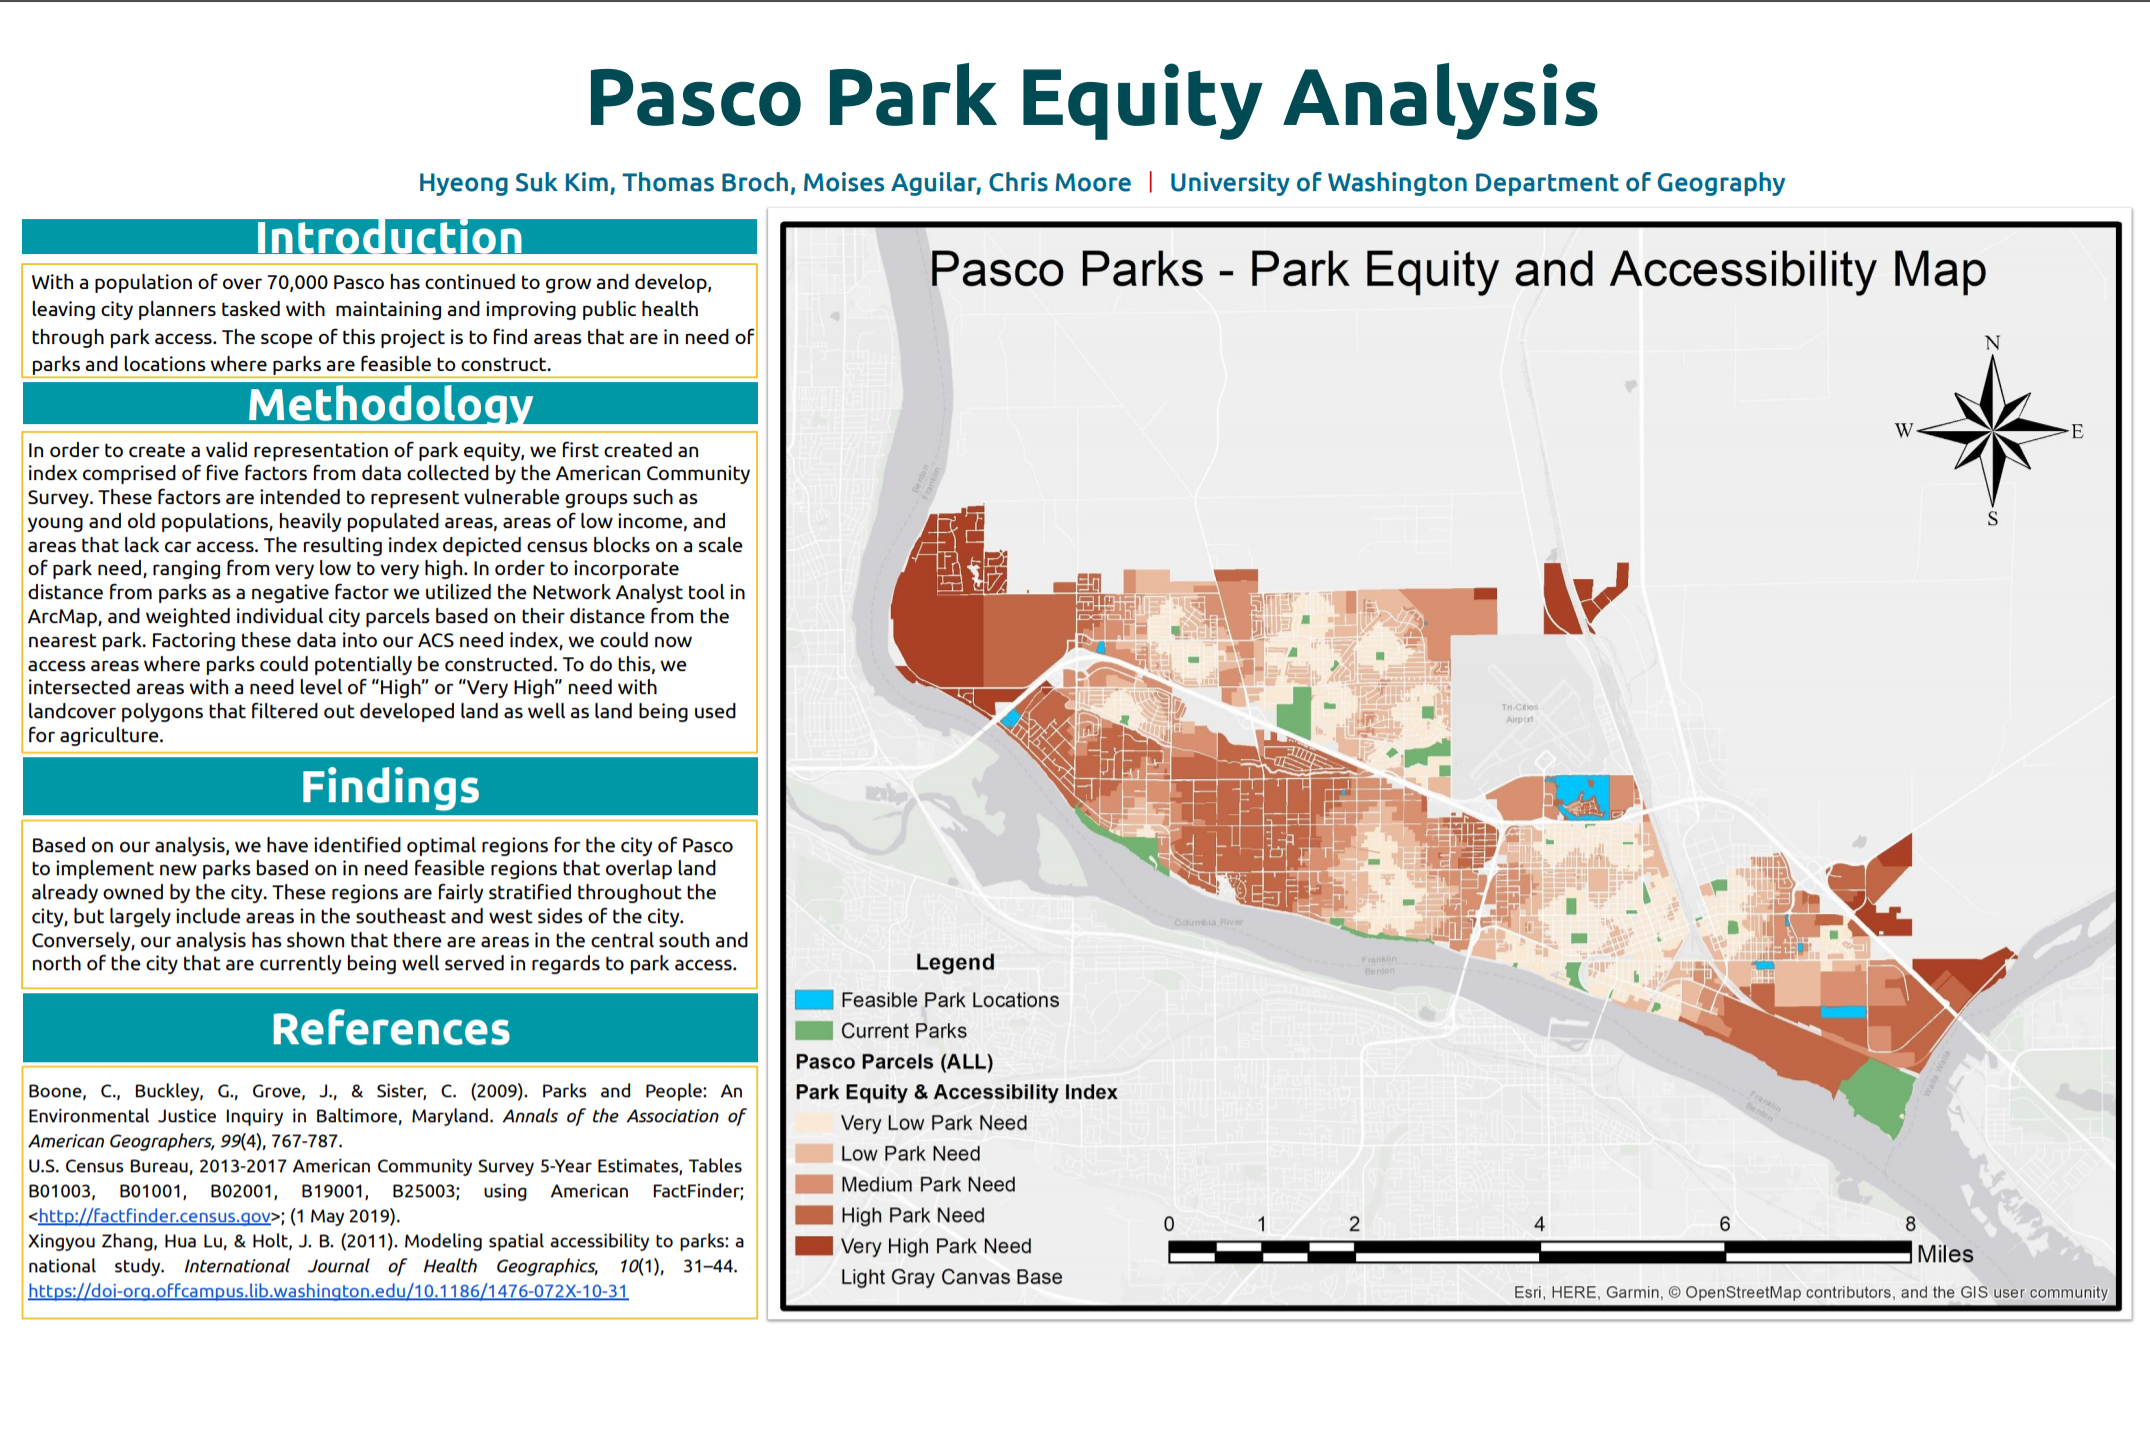 Pasco Park Equity Analysis
Hyeong Suk Kim, Thomas Broch, Moises Aguilar, Chris Moore | University of Washington Department of Geography
Introduction
With a population of over 70,000 Pasco has continued to grow and develop,
leaving city planners tasked with maintaining and improving public health
through park access. The scope of this project is to find areas that are in need of
parks and locations where parks are feasible to construct.
Methodology
In order to create a valid representation of park equity, we first created an
index comprised of five factors from data collected by the American Community
Survey. These factors are intended to represent vulnerable groups such as
young and old populations, heavily populated areas, areas of low income, and
areas that lack car access. The resulting index depicted census blocks on a scale
of park need, ranging from very low to very high. In order to incorporate
distance from parks as a negative factor we utilized the Network Analyst tool in
ArcMap, and weighted individual city parcels based on their distance from the
nearest park. Factoring these data into our ACS need index, we could now
access areas where parks could potentially be constructed. To do this, we
intersected areas with a need level of “High” or “Very High” need with
landcover polygons that filtered out developed land as well as land being used
for agriculture.
Findings
Based on our analysis, we have identified optimal regions for the city of Pasco
to implement new parks based on in need feasible regions that overlap land
already owned by the city. These regions are fairly stratified throughout the
city, but largely include areas in the southeast and west sides of the city.
Conversely, our analysis has shown that there are areas in the central south and
north of the city that are currently being well served in regards to park access.
References
Boone, C., Buckley, G., Grove, J., & Sister, C. (2009). Parks and People: An
Environmental Justice Inquiry in Baltimore, Maryland. Annals of the Association of
American Geographers, 99(4), 767-787.
U.S. Census Bureau, 2013-2017 American Community Survey 5-Year Estimates, Tables
B01003, B01001, B02001, B19001, B25003; using American FactFinder;
<http://factfinder.census.gov>; (1 May 2019).
Xingyou Zhang, Hua Lu, & Holt, J. B. (2011). Modeling spatial accessibility to parks: a
national study. International Journal of Health Geographics, 10(1), 31–44.
https://doi-org.offcampus.lib.washington.edu/10.1186/1476-072X-10-31
Pasco Parks - Park Equity and Accessibility Map
N
W
E
S
Benton
Franklin
Tri-Cities
Airport
Columbia River
Franklin
Benton
Franklin
Benton
Walla Walla
Legend
Feasible Park Locations
Current Parks
Pasco Parcels (ALL)
Park Equity & Accessibility Index
Very Low Park Need
Low Park Need
Medium Park Need
High Park Need
Very High Park Need
Light Gray Canvas Base
0 1 2 4 6 8
Miles
Esri, HERE, Garmin, © OpenStreetMap contributors, and the GIS user community